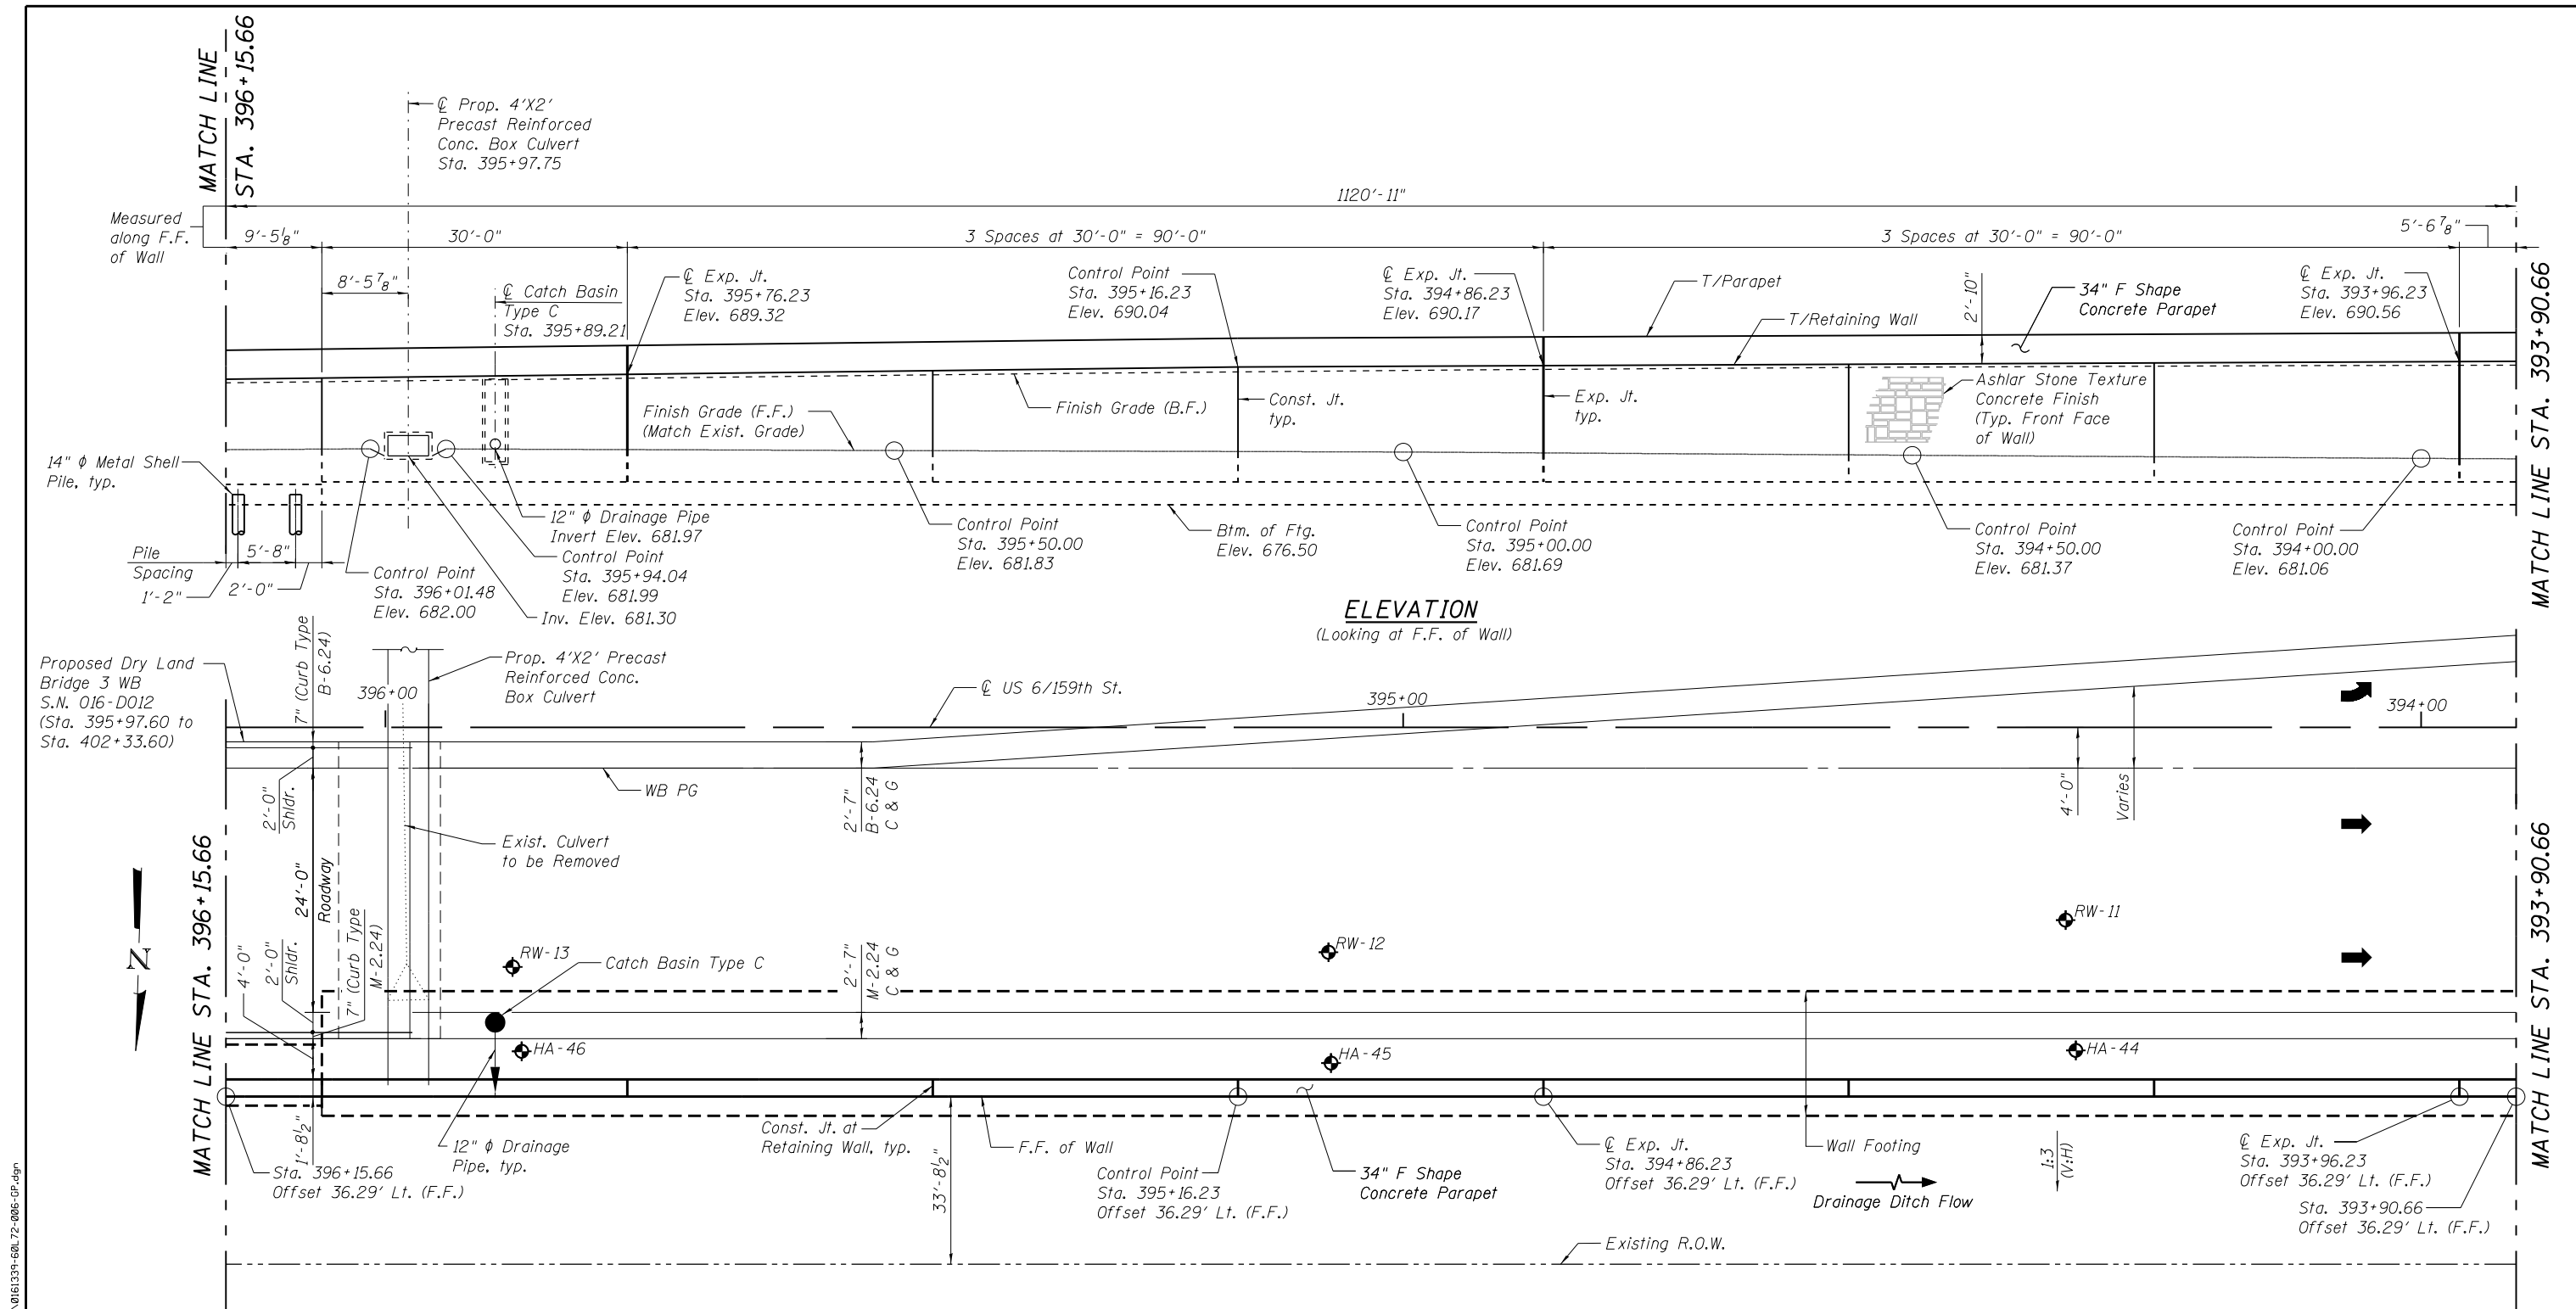 MATCH LINE
STA. 396+15.66
℄ Prop. 4'X2'
Precast Reinforced
Conc. Box Culvert
Sta. 395+97.75
1120'-11"
Measured
along F.F.
of Wall
9'-5⅛"
30'-0"
3 Spaces at 30'-0" = 90'-0"
3 Spaces at 30'-0" = 90'-0"
5'-6⅞"
8'-5⅞"
℄ Catch Basin
Type C
Sta. 395+89.21
℄ Exp. Jt.
Sta. 395+76.23
Elev. 689.32
Control Point
Sta. 395+16.23
Elev. 690.04
℄ Exp. Jt.
Sta. 394+86.23
Elev. 690.17
T/Parapet
T/Retaining Wall
2'-10"
34" F Shape
Concrete Parapet
℄ Exp. Jt.
Sta. 393+96.23
Elev. 690.56
MATCH LINE STA. 393+90.66
Finish Grade (F.F.)
(Match Exist. Grade)
Finish Grade (B.F.)
Const. Jt.
typ.
Exp. Jt.
typ.
Ashlar Stone Texture
Concrete Finish
(Typ. Front Face
of Wall)
14" ϕ Metal Shell
Pile, typ.
Pile
Spacing
5'-8"
1'-2"
2'-0"
Control Point
Sta. 396+01.48
Elev. 682.00
12" ϕ Drainage Pipe
Invert Elev. 681.97
Control Point
Sta. 395+94.04
Elev. 681.99
Inv. Elev. 681.30
Control Point
Sta. 395+50.00
Elev. 681.83
Btm. of Ftg.
Elev. 676.50
Control Point
Sta. 395+00.00
Elev. 681.69
Control Point
Sta. 394+50.00
Elev. 681.37
Control Point
Sta. 394+00.00
Elev. 681.06
ELEVATION
(Looking at F.F. of Wall)
Proposed Dry Land
Bridge 3 WB
S.N. 016-D012
(Sta. 395+97.60 to
Sta. 402+33.60)
7" (Curb Type
B-6.24)
396+00
Prop. 4'X2' Precast
Reinforced Conc.
Box Culvert
℄ US 6/159th St.
395+00
394+00
2'-0"
Shldr.
WB PG
2'-7"
B-6.24
C & G
4'-0"
Varies
Exist. Culvert
to be Removed
24'-0"
Roadway
MATCH LINE STA. 396+15.66
MATCH LINE STA. 393+90.66
N
4'-0"
2'-0"
Shldr.
7" (Curb Type
M-2.24)
RW-13
Catch Basin Type C
2'-7"
M-2.24
C & G
RW-12
RW-11
HA-46
HA-45
HA-44
1'-8½"
Sta. 396+15.66
Offset 36.29' Lt. (F.F.)
12" ϕ Drainage
Pipe, typ.
Const. Jt. at
Retaining Wall, typ.
33'-8½"
F.F. of Wall
Control Point
Sta. 395+16.23
Offset 36.29' Lt. (F.F.)
34" F Shape
Concrete Parapet
℄ Exp. Jt.
Sta. 394+86.23
Offset 36.29' Lt. (F.F.)
Wall Footing
Drainage Ditch Flow
1:3
(V:H)
℄ Exp. Jt.
Sta. 393+96.23
Offset 36.29' Lt. (F.F.)
Sta. 393+90.66
Offset 36.29' Lt. (F.F.)
Existing R.O.W.
\0161339-60L72-006-GP.dgn